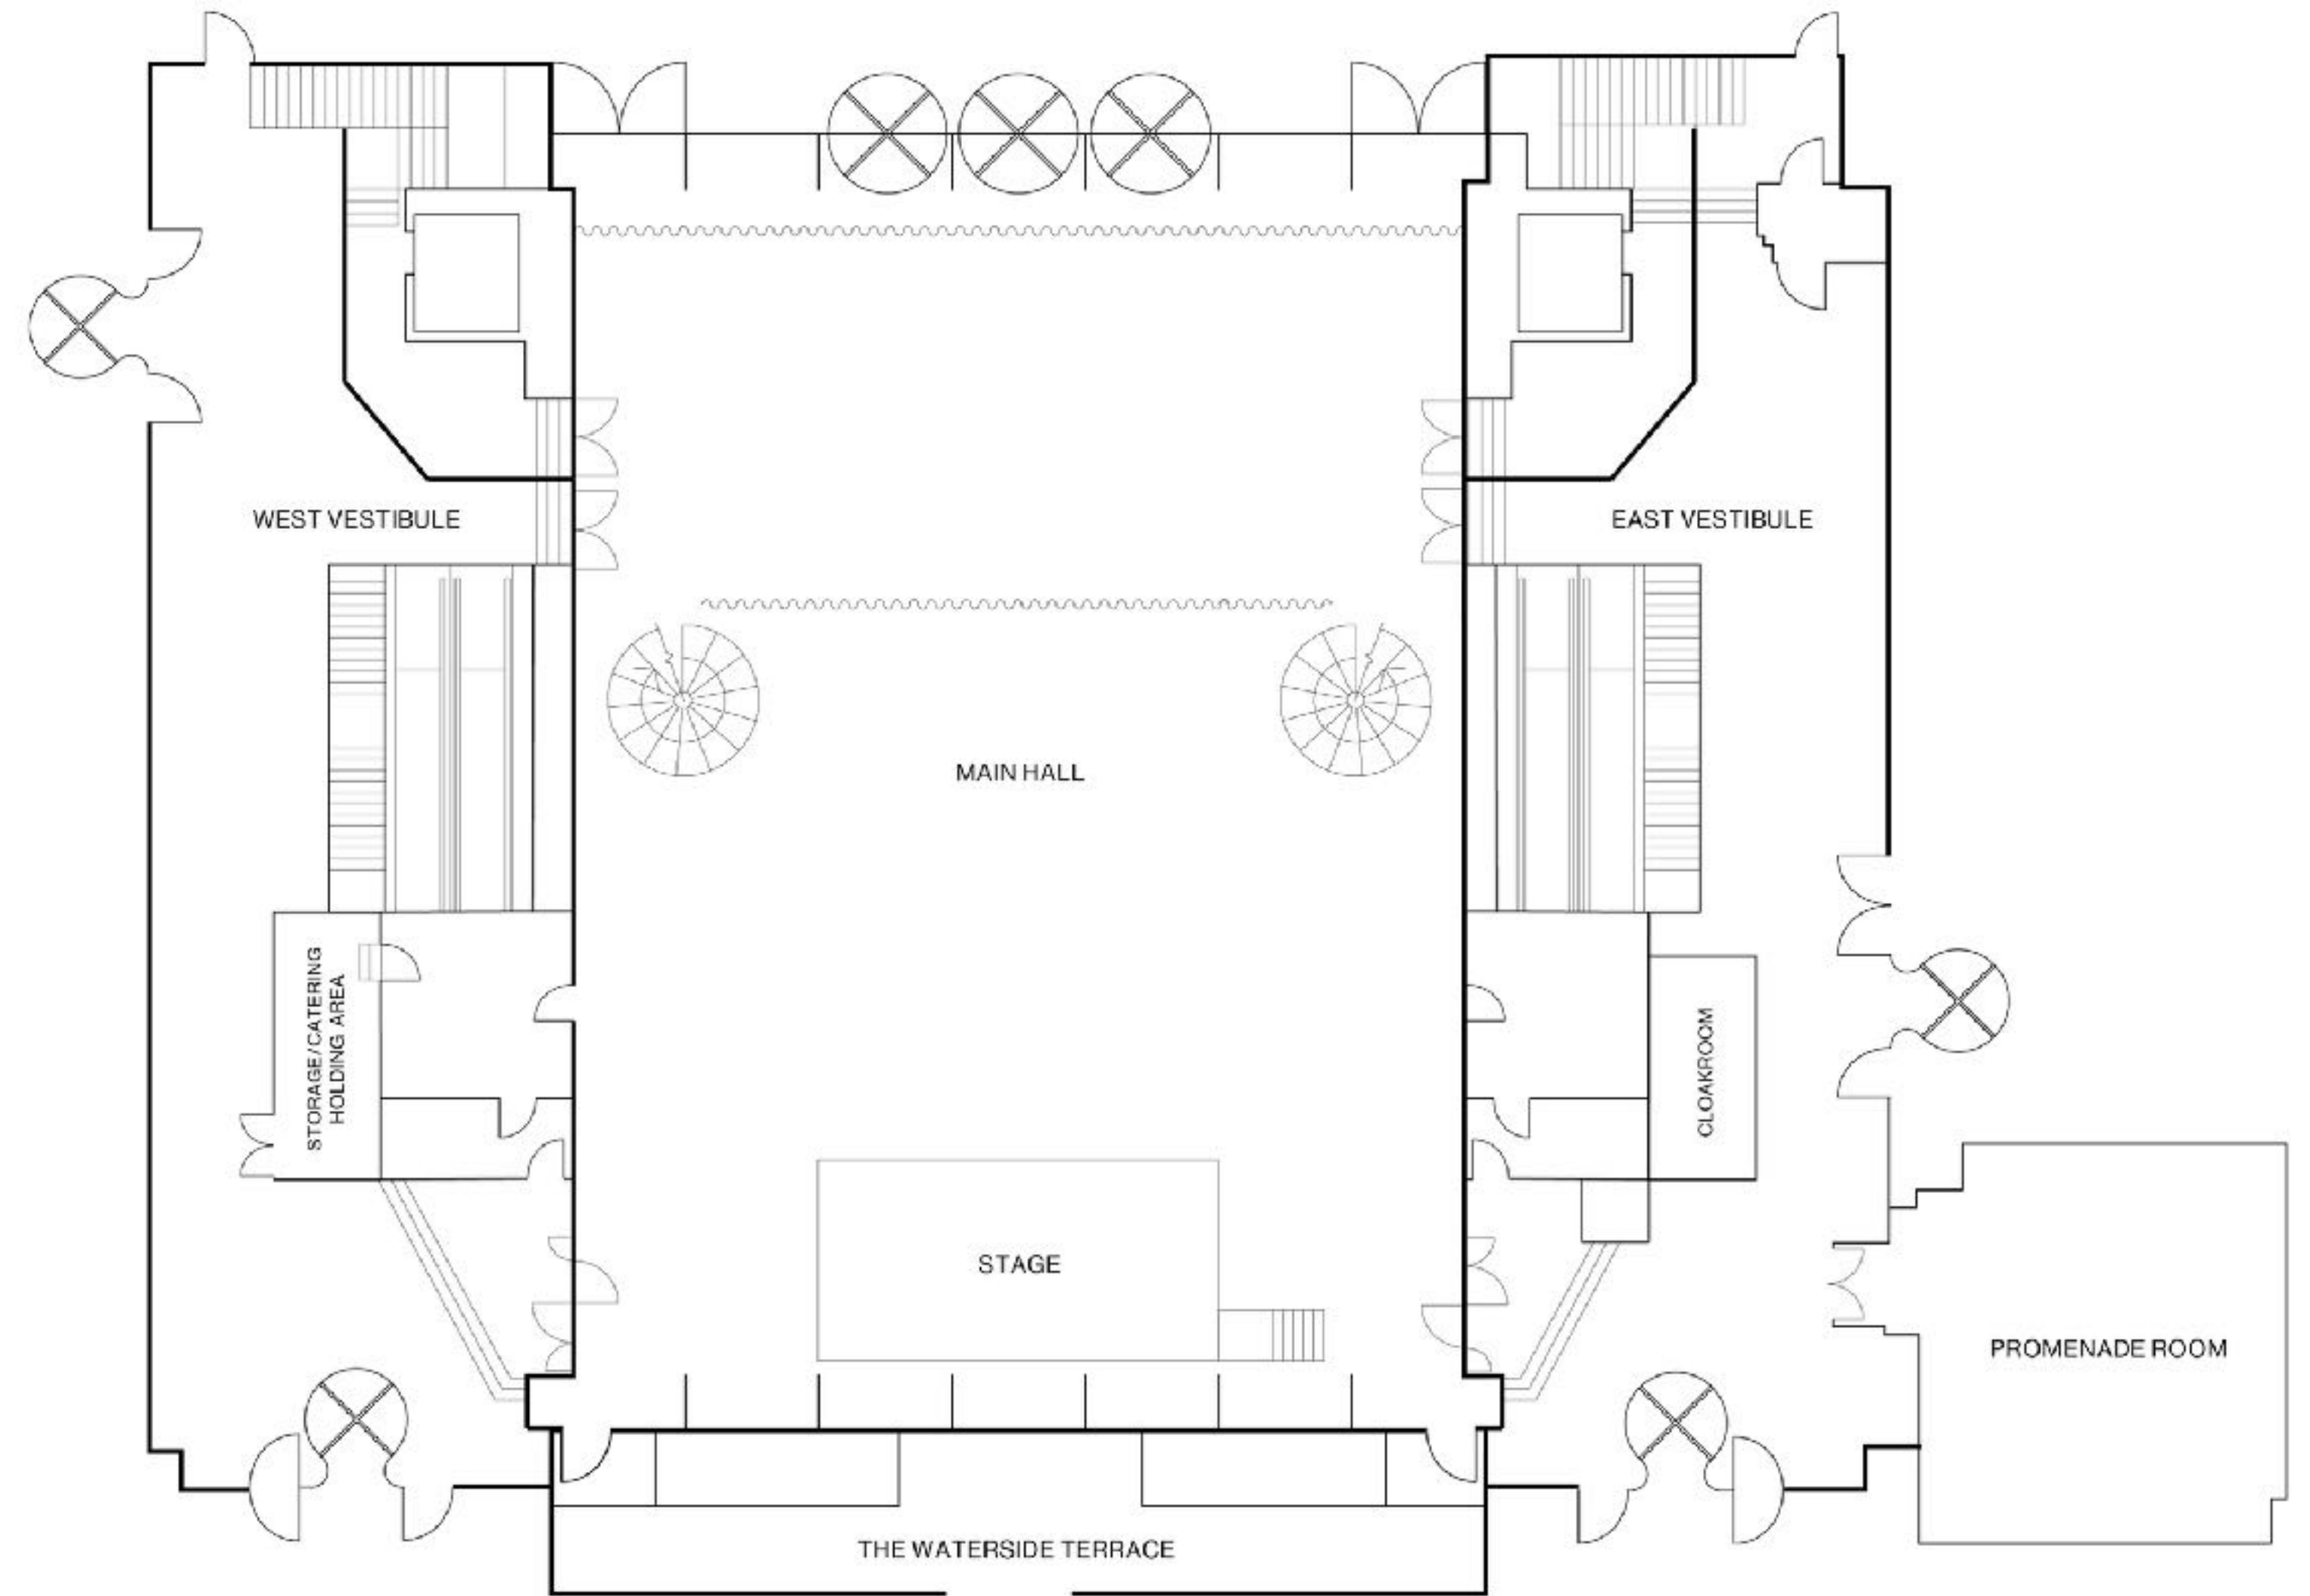 WEST VESTIBULE
EAST VESTIBULE
MAIN HALL
STORAGE/CATERING
HOLDING AREA
CLOAKROOM
STAGE
PROMENADE ROOM
THE WATERSIDE TERRACE